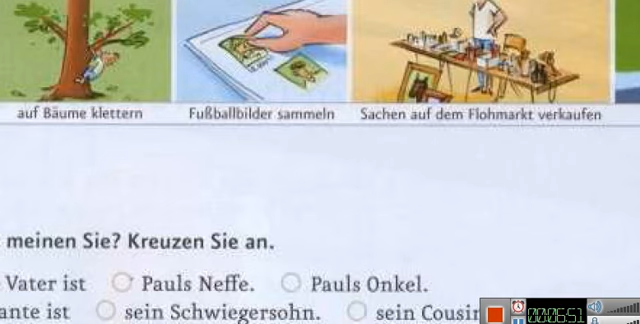 auf Bäume klettern
Fußballbilder sammeln
Sachen auf dem Flohmarkt verkaufen
meinen Sie? Kreuzen Sie an.
Vater ist Pauls Neffe. Pauls Onkel.
ante ist sein Schwiegersohn. sein Cousin